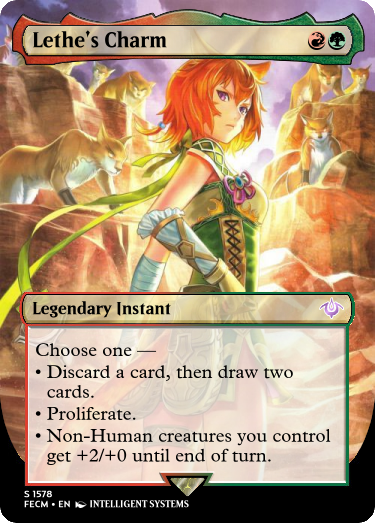 Lethe's Charm
Legendary Instant
Choose one —
• Discard a card, then draw two
cards.
• Proliferate.
• Non-Human creatures you control
get +2/+0 until end of turn.
S 1578
FECM • EN INTELLIGENT SYSTEMS